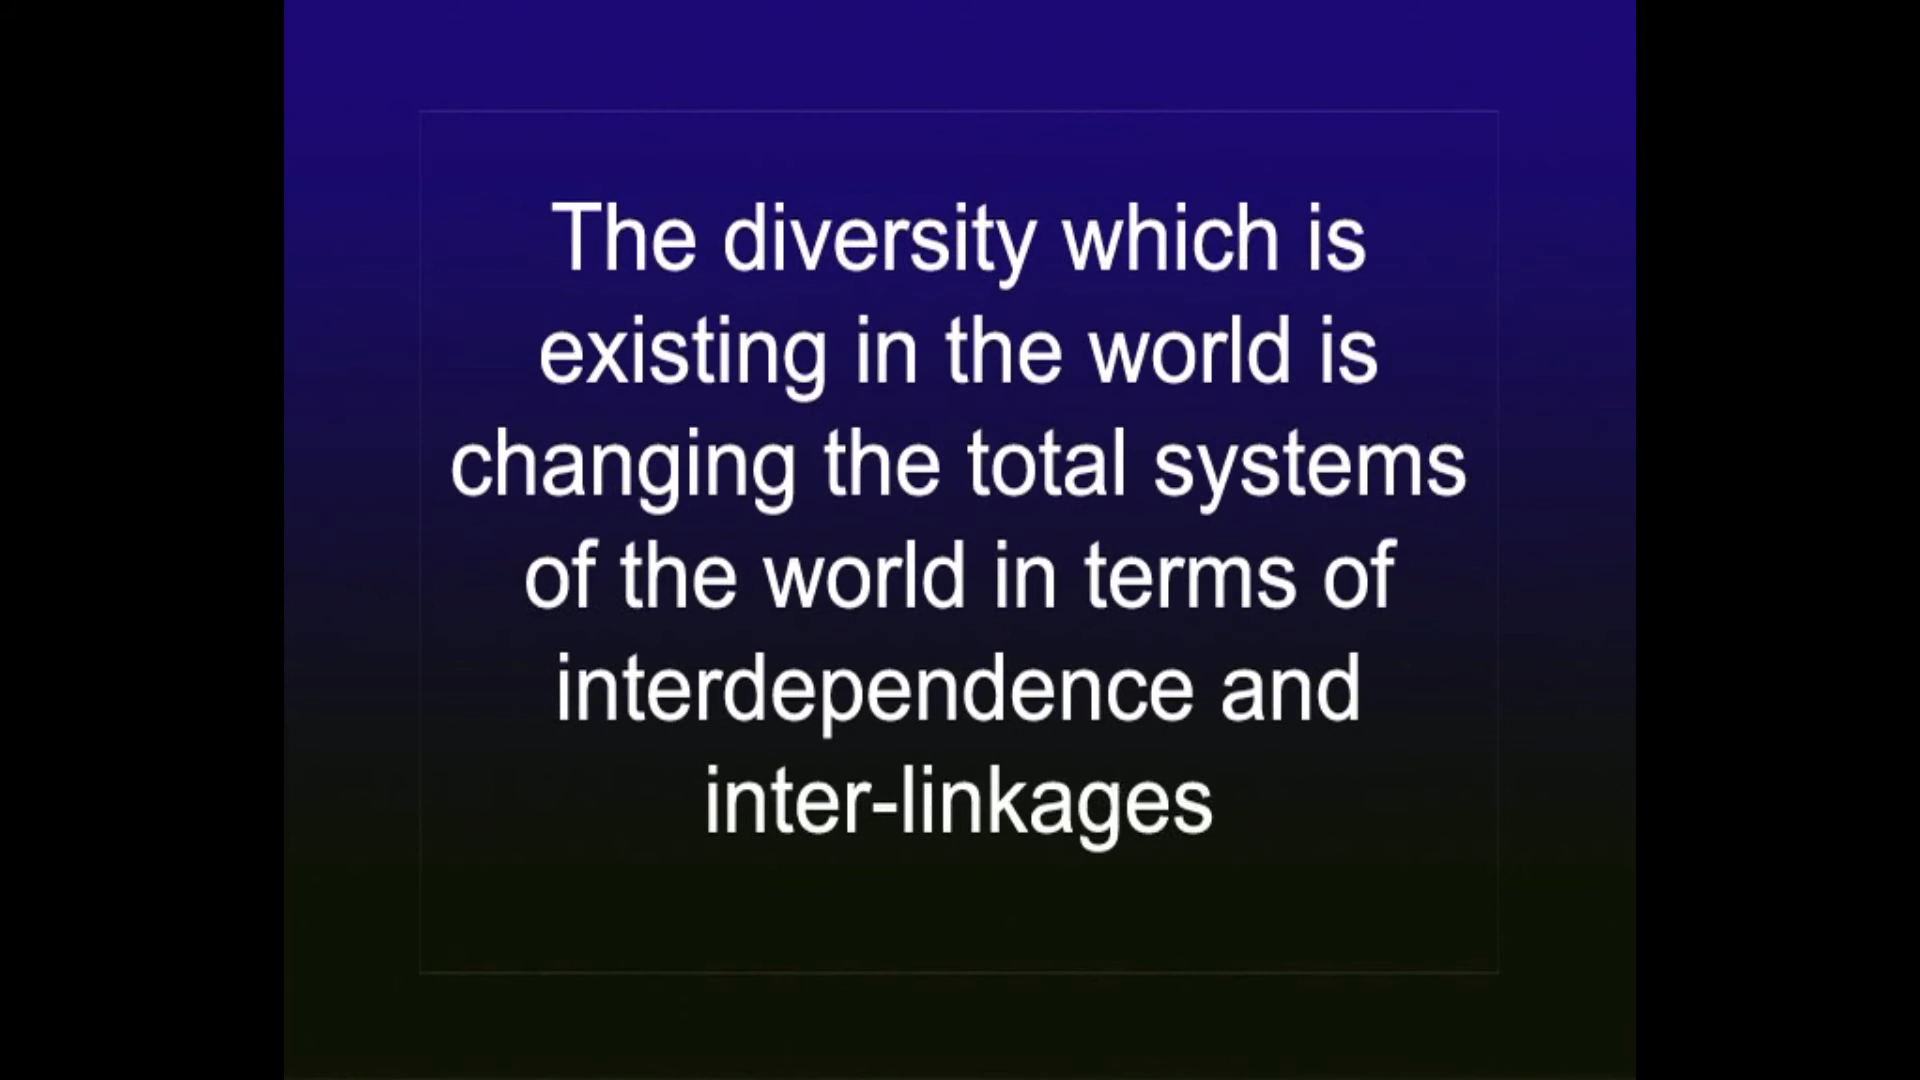 The diversity which is
existing in the world is
changing the total systems
of the world in terms of
interdependence and
inter-linkages